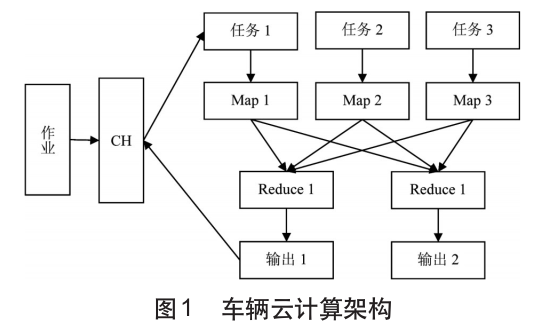 任务 1 任务 2 任务 3
Map 1 Map 2 Map 3
作业
CH
Reduce 1 Reduce 1
输出 1 输出 2
图1 车辆云计算架构